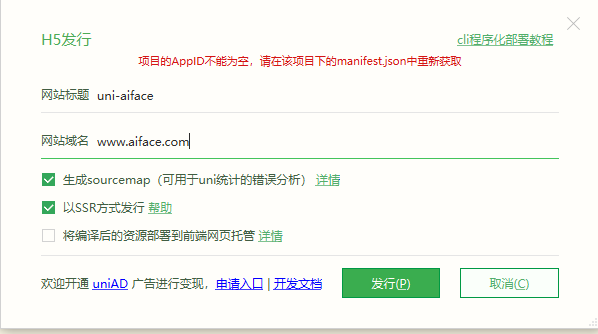 H5发行 cli程序化部署教程
项目的AppID不能为空，请在该项目下的manifest.json中重新获取
网站标题 uni-aiface
网站域名 www.aiface.com
生成sourcemap（可用于uni统计的错误分析） 详情
以SSR方式发行 帮助
将编译后的资源部署到前端网页托管 详情
欢迎开通 uniAD 广告进行变现，申请入口 | 开发文档 发行(P) 取消(C)